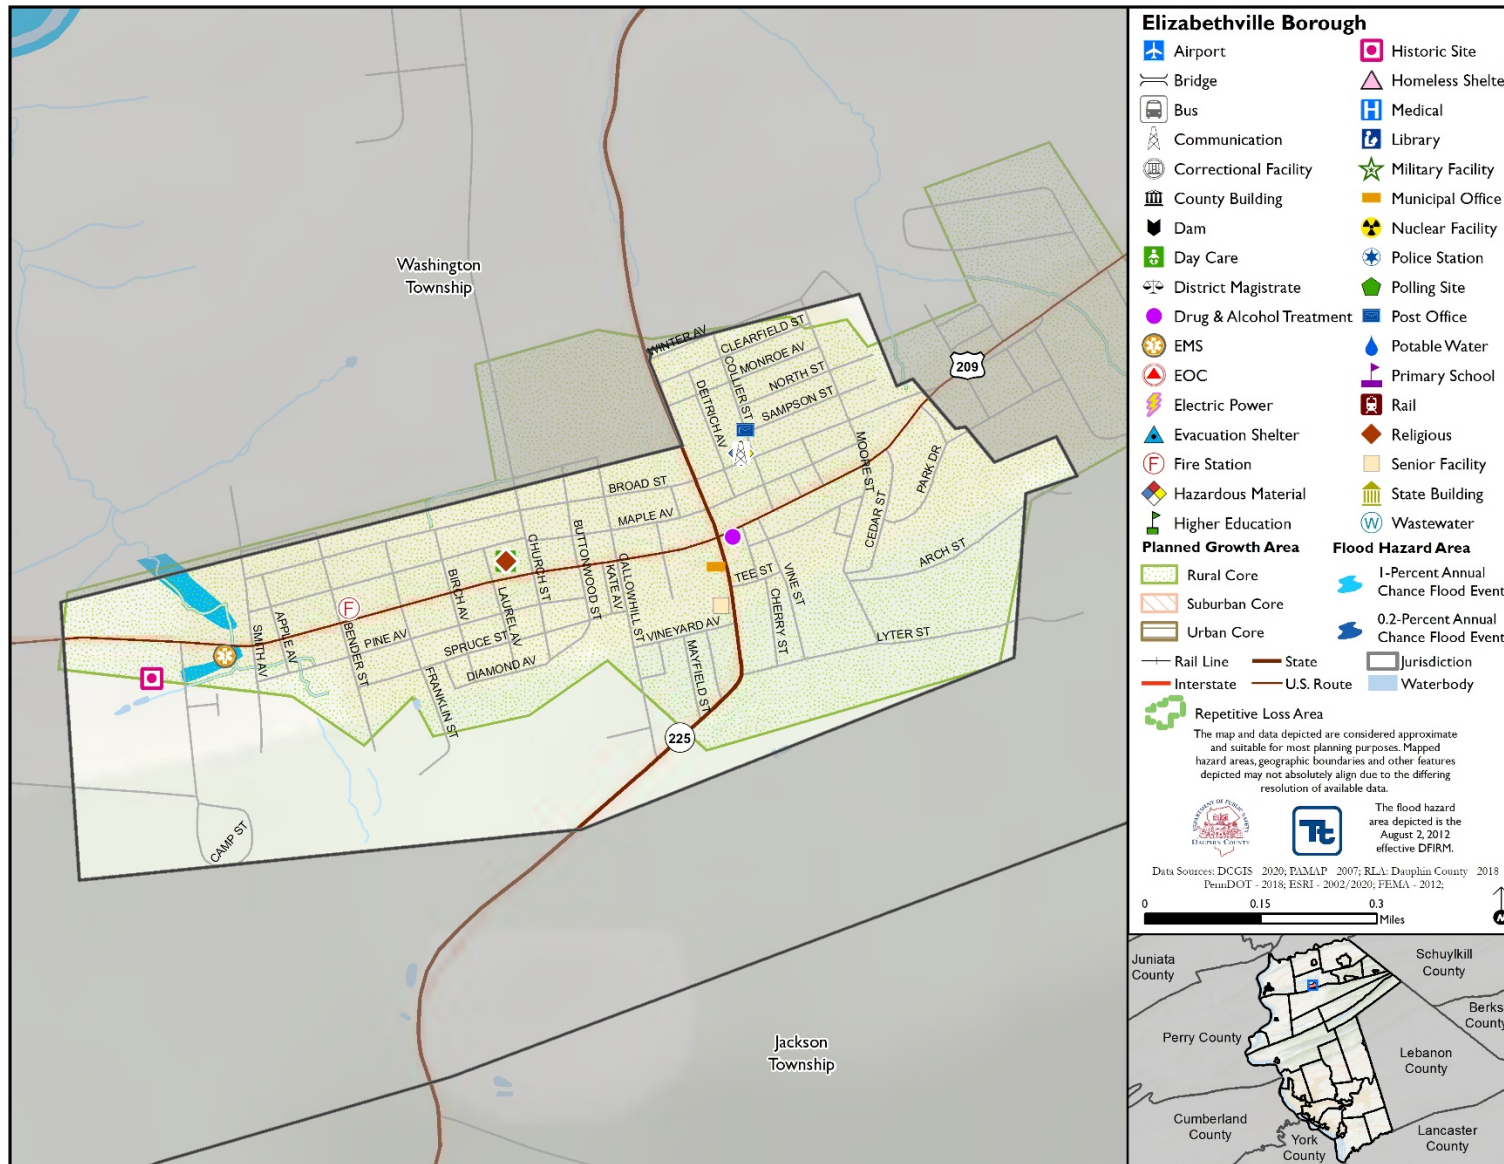 Elizabethville Borough
Airport
Bridge
Bus
Communication
Correctional Facility
County Building
Dam
Day Care
District Magistrate
Drug & Alcohol Treatment
EMS
EOC
Electric Power
Evacuation Shelter
F Fire Station
Hazardous Material
Higher Education
Historic Site
Homeless Shelte
H Medical
Library
Military Facility
Municipal Office
Nuclear Facility
Police Station
Polling Site
Post Office
Potable Water
Primary School
Rail
Religious
Senior Facility
State Building
W Wastewater
Planned Growth Area
Rural Core
Suburban Core
Urban Core
Flood Hazard Area
1-Percent Annual
Chance Flood Event
0.2-Percent Annual
Chance Flood Event
Rail Line
State
Jurisdiction
Interstate
U.S. Route
Waterbody
Repetitive Loss Area
The map and data depicted are considered approximate
and suitable for most planning purposes. Mapped
hazard areas, geographic boundaries and other features
depicted may not absolutely align due to the differing
resolution of available data.
DEPARTMENT OF PUBLIC SAFETY
DAUPHIN COUNTY
Tt
The flood hazard
area depicted is the
August 2, 2012
effective DFIRM.
Data Sources: DCGIS 2020; PAMAP 2007; RLA: Dauphin County 2018
PennDOT - 2018; ESRI - 2002/2020; FEMA - 2012;
0 0.15 0.3
Miles
N
Juniata
County
Schuylkill
County
Berks
County
Perry County
Lebanon
County
Cumberland
County
York
County
Lancaster
County
Washington
Township
209
WINTER AV
CLEARFIELD ST
MONROE AV
COLLIER ST
NORTH ST
DEITRICH AV
SAMPSON ST
MOORE ST
PARK DR
CEDAR ST
BROAD ST
MAPLE AV
ARCH ST
TEE ST
VINE ST
CHERRY ST
LYTER ST
CHURCH ST
BUTTONWOOD ST
CALLOWHILL ST
KATE AV
BIRCH AV
LAUREL AV
F
BENDER ST
PINE AV
SPRUCE ST
DIAMOND AV
VINEYARD AV
MAYFIELD ST
FRANKLIN ST
APPLE AV
SMITH AV
225
CAMP ST
Jackson
Township